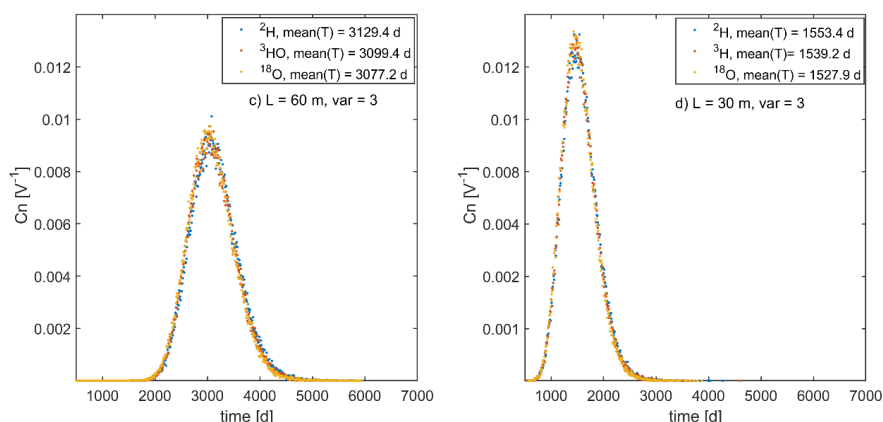 ²H, mean(T) = 3129.4 d
³HO, mean(T) = 3099.4 d
¹⁸O, mean(T) = 3077.2 d
c) L = 60 m, var = 3
0.012
0.01
0.008
0.006
0.004
0.002
Cn [V⁻¹]
1000 2000 3000 4000 5000 6000 7000
time [d]
²H, mean(T) = 1553.4 d
³H, mean(T)= 1539.2 d
¹⁸O, mean(T) = 1527.9 d
d) L = 30 m, var = 3
0.012
0.01
0.008
0.004
0.002
0.001
Cn [V⁻¹]
1000 2000 3000 4000 5000 6000 7000
time [d]